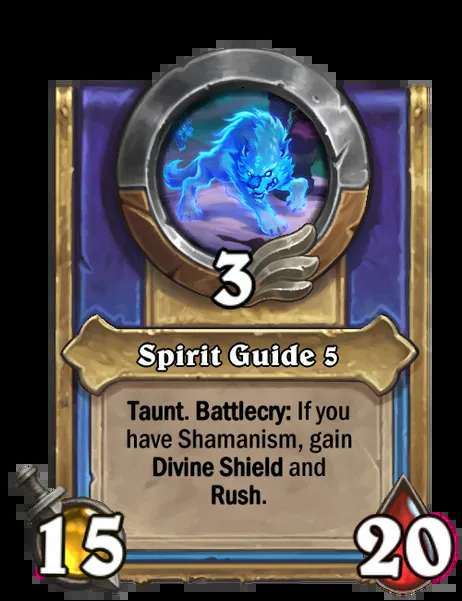 3
Spirit Guide 5
Taunt. Battlecry: If you
have Shamanism, gain
Divine Shield and
Rush.
15
20